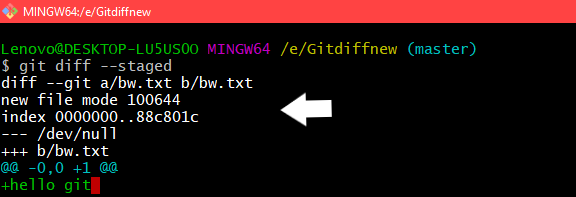 MINGW64:/e/Gitdiffnew
Lenovo@DESKTOP-LU5US0O MINGW64 /e/Gitdiffnew (master)
$ git diff --staged
diff --git a/bw.txt b/bw.txt
new file mode 100644
index 0000000..88c801c
--- /dev/null
+++ b/bw.txt
@@ -0,0 +1 @@
+hello git